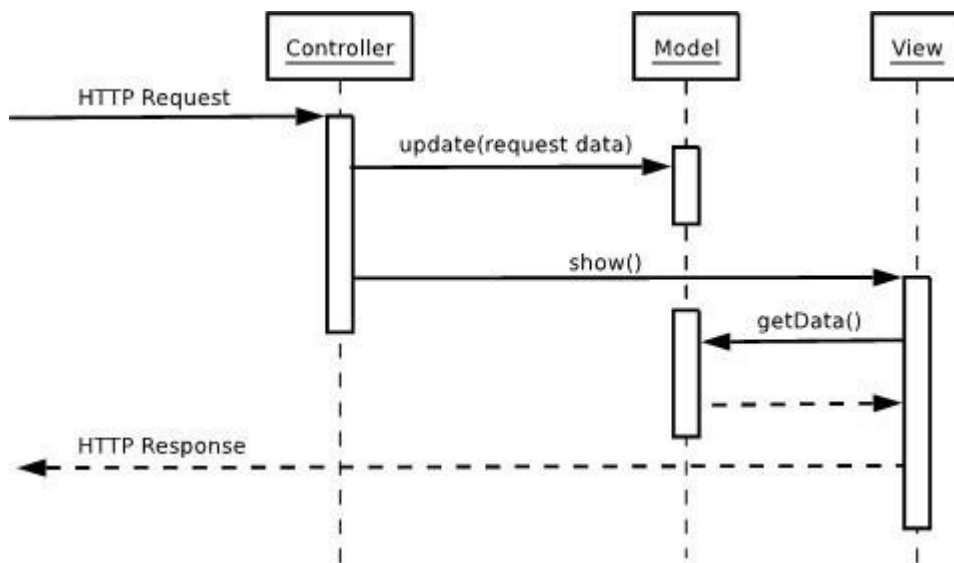 Controller
Model
View
HTTP Request
update(request data)
show()
getData()
HTTP Response